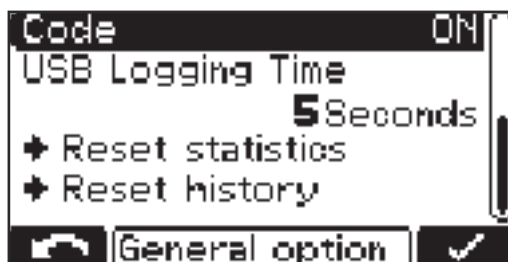 Code ON
USB Logging Time
5 Seconds
Reset statistics
Reset history
General option